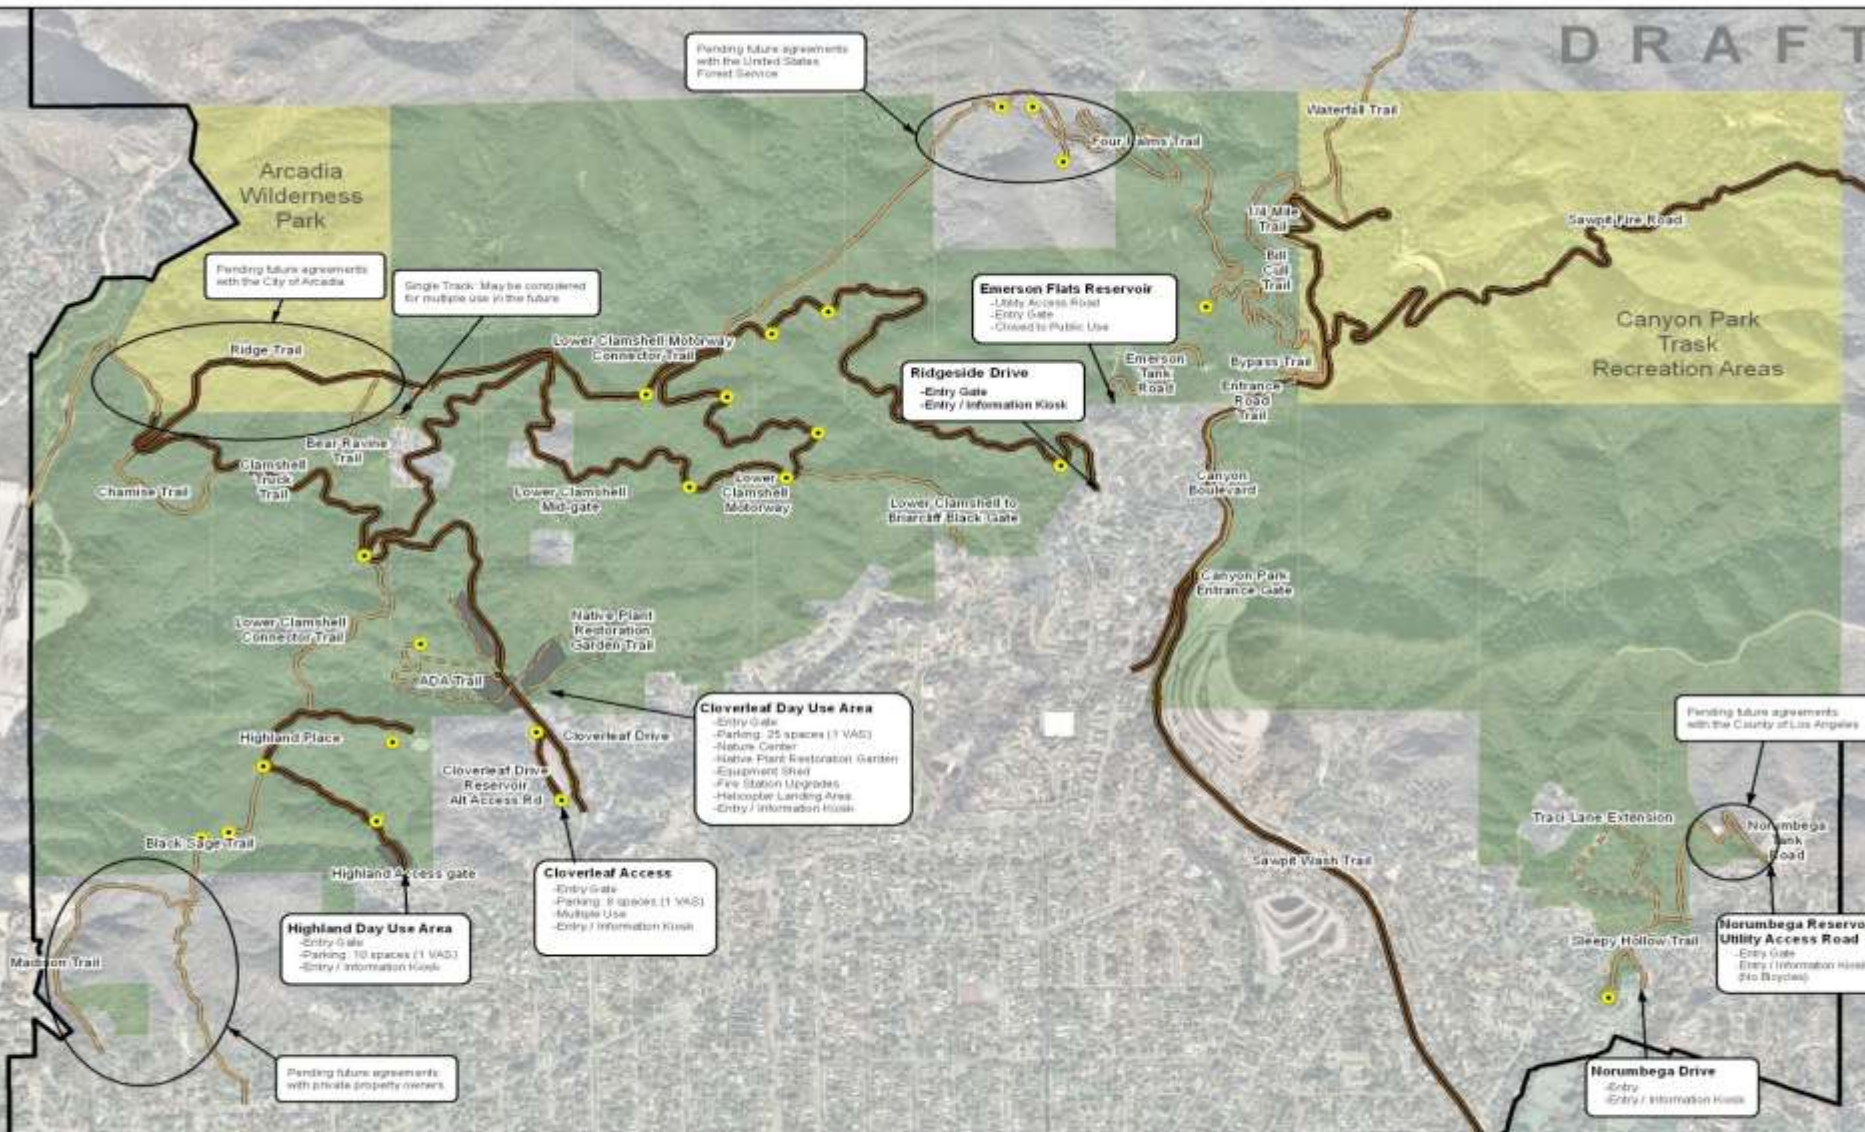 DRAFT
Pending future agreements
with the United States
Forest Service
Waterfall Trail
Four Palms Trail
Arcadia
Wilderness
Park
1/4 Mile
Trail
Sawpit Fire Road
Pending future agreements
with the City of Arcadia
Single Track: May be considered
for multiple use in the future
Bill
Cull
Trail
Emerson Flats Reservoir
-Utility Access Road
-Entry Gate
-Closed to Public Use
Canyon Park
Trask
Recreation Areas
Ridge Trail
Lower Clamshell Motorway
Connector Trail
Emerson
Tank
Road
Bypass Trail
Ridgeside Drive
-Entry Gate
-Entry / Information Kiosk
Entrance
Road
Trail
Bear Ravine
Trail
Clamshell
Truck
Trail
Chamise Trail
Lower Clamshell
Mid-gate
Lower
Clamshell
Motorway
Lower Clamshell to
Briarcliff Black Gate
Canyon
Boulevard
Canyon Park
Entrance Gate
Lower Clamshell
Connector Trail
Native Plant
Restoration
Garden Trail
ADA Trail
Cloverleaf Day Use Area
-Entry Gate
-Parking: 25 spaces (1 VAS)
-Nature Center
-Native Plant Restoration Garden
-Equipment Shed
-Fire Station Upgrades
-Helicopter Landing Area
-Entry / Information Kiosk
Pending future agreements
with the County of Los Angeles
Highland Place
Cloverleaf Drive
Cloverleaf Drive
Reservoir
Alt Access Rd
Black Sage Trail
Highland Access gate
Sawpit Wash Trail
Traci Lane Extension
Norumbega
Tank
Road
Cloverleaf Access
-Entry Gate
-Parking: 8 spaces (1 VAS)
-Multiple Use
-Entry / Information Kiosk
Highland Day Use Area
-Entry Gate
-Parking: 10 spaces (1 VAS)
-Entry / Information Kiosk
Madison Trail
Sleepy Hollow Trail
Norumbega Reservo
Utility Access Road
-Entry Gate
-Entry / Information Kiosk
(No Bicycles)
Pending future agreements
with private property owners
Norumbega Drive
-Entry
-Entry / Information Kiosk